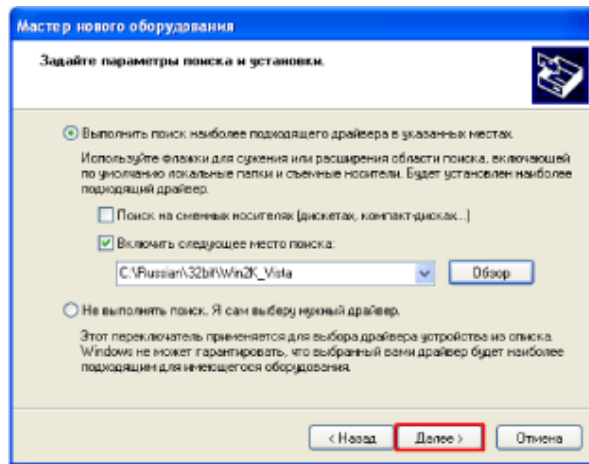 Мастер нового оборудования
Задайте параметры поиска и установки.
Выполнить поиск наиболее подходящего драйвера в указанных местах.
Используйте флажки для сужения или расширения области поиска, включающей
по умолчанию локальные папки и съемные носители. Будет установлен наиболее
подходящий драйвер.
Поиск на сменных носителях (дискетах, компакт-дисках...)
Включить следующее место поиска:
C:\Russian\32bit\Win2K_Vista
Обзор
Не выполнять поиск. Я сам выберу нужный драйвер.
Этот переключатель применяется для выбора драйвера устройства из списка.
Windows не может гарантировать, что выбранный вами драйвер будет наиболее
подходящим для имеющегося оборудования.
< Назад
Далее >
Отмена